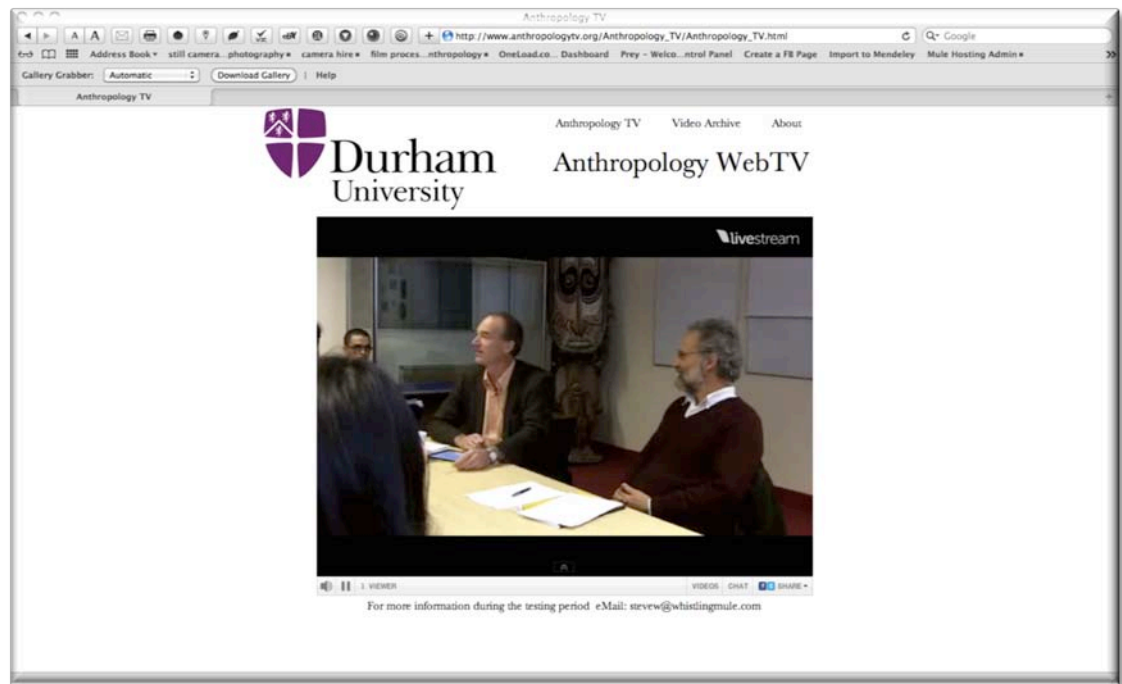 Anthropology TV
http://www.anthropologytv.org/Anthropology_TV/Anthropology_TV.html
Google
Address Book still camera...photography camera hire film proces...nthropology OneLoad.co... Dashboard Prey – Welco...ntrol Panel Create a FB Page Import to Mendeley Mule Hosting Admin
Gallery Grabber: Automatic Download Gallery Help
Anthropology TV
Anthropology TV Video Archive About
Durham
University
Anthropology WebTV
livestream
1 VIEWER VIDEOS CHAT SHARE
For more information during the testing period eMail: stevew@whistlingmule.com